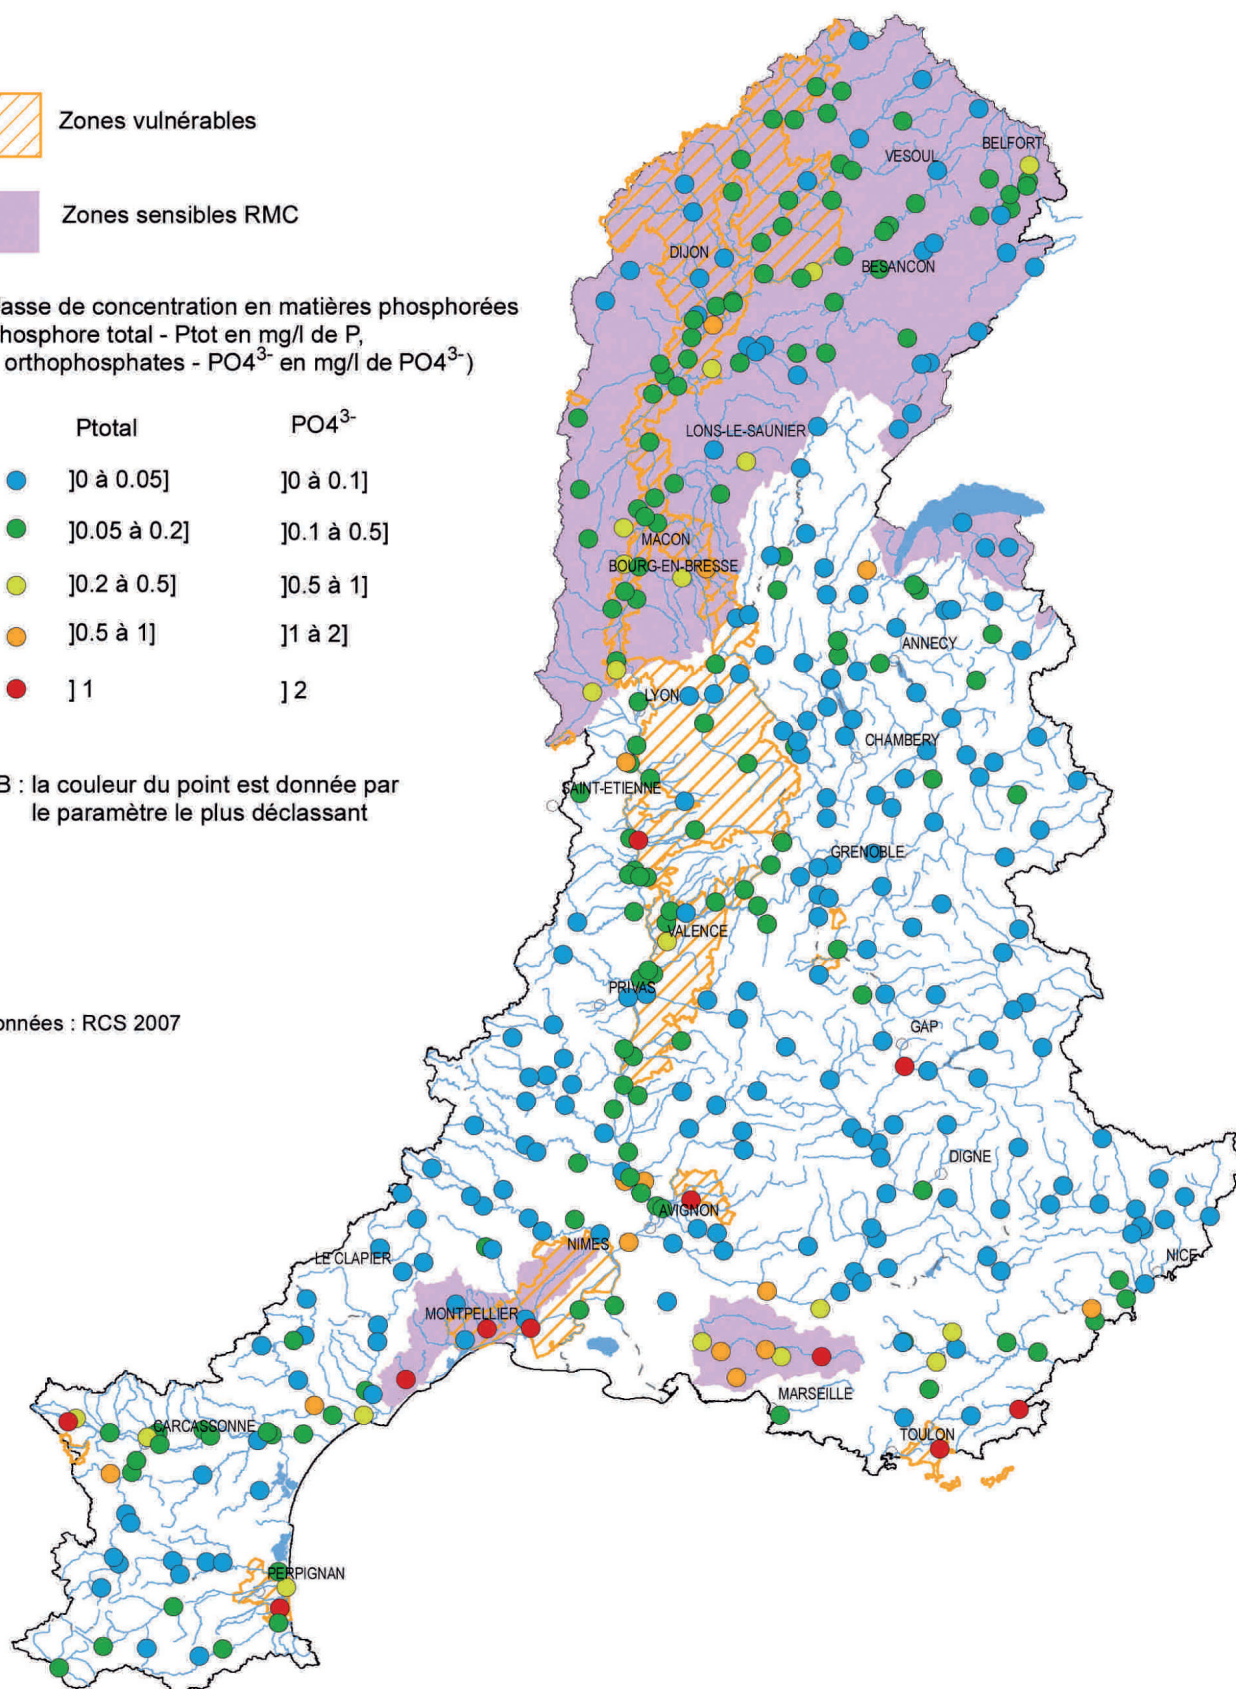 Zones vulnérables
Zones sensibles RMC
asse de concentration en matières phosphorées
hosphore total - Ptot en mg/l de P,
orthophosphates - PO4³⁻ en mg/l de PO4³⁻)
Ptotal PO4³⁻
]0 à 0.05] ]0 à 0.1]
]0.05 à 0.2] ]0.1 à 0.5]
]0.2 à 0.5] ]0.5 à 1]
]0.5 à 1] ]1 à 2]
] 1 ] 2
B : la couleur du point est donnée par
le paramètre le plus déclassant
onnées : RCS 2007
BELFORT
VESOUL
DIJON
BESANCON
LONS-LE-SAUNIER
MACON
BOURG-EN-BRESSE
ANNECY
LYON
CHAMBERY
SAINT-ETIENNE
GRENOBLE
VALENCE
PRIVAS
GAP
DIGNE
AVIGNON
NIMES
LE CLAPIER
NICE
MONTPELLIER
MARSEILLE
CARCASSONNE
TOULON
PERPIGNAN